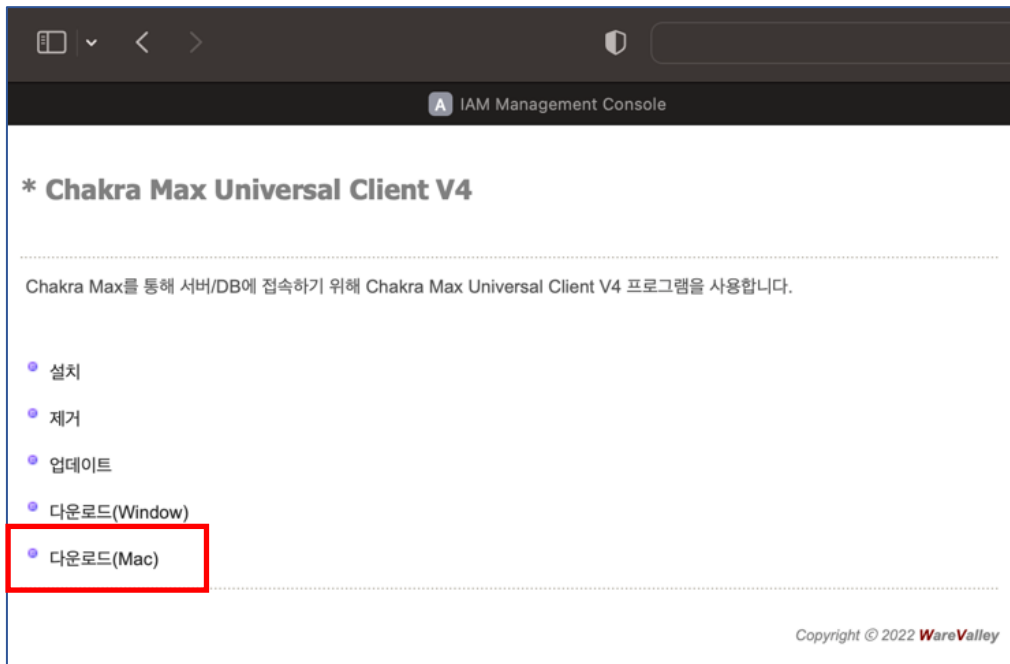 A IAM Management Console
* Chakra Max Universal Client V4
Chakra Max를 통해 서버/DB에 접속하기 위해 Chakra Max Universal Client V4 프로그램을 사용합니다.
설치
제거
업데이트
다운로드(Window)
다운로드(Mac)
Copyright © 2022 WareValley